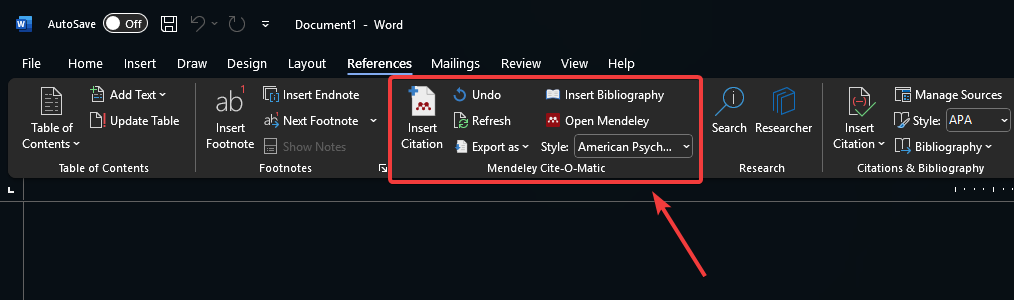 AutoSave Off Document1 - Word
File Home Insert Draw Design Layout References Mailings Review View Help
Table of Contents
Add Text
Update Table
Table of Contents
ab1
Insert Footnote
Insert Endnote
Next Footnote
Show Notes
Footnotes
Insert Citation
Undo
Refresh
Export as
Insert Bibliography
Open Mendeley
Style: American Psych...
Mendeley Cite-O-Matic
Search
Researcher
Research
Insert Citation
Manage Sources
Style: APA
Bibliography
Citations & Bibliography